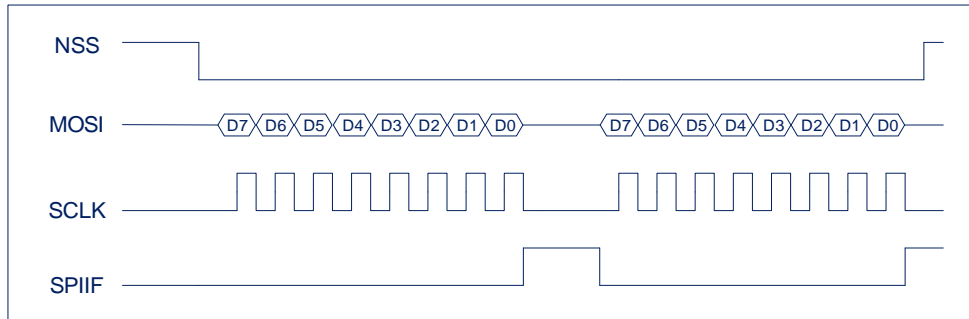 NSS
MOSI D7 D6 D5 D4 D3 D2 D1 D0 D7 D6 D5 D4 D3 D2 D1 D0
SCLK
SPIIF